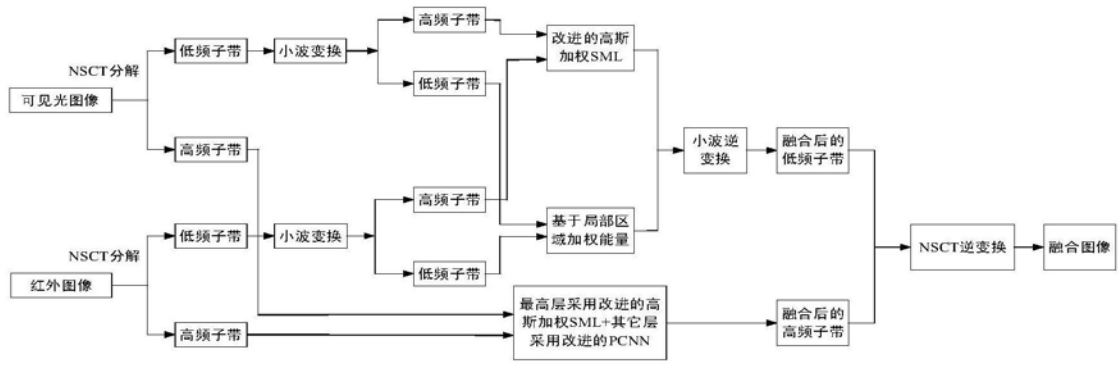 NSCT分解
可见光图像
低频子带
小波变换
高频子带
低频子带
高频子带
改进的高斯
加权SML
NSCT分解
红外图像
低频子带
小波变换
高频子带
低频子带
高频子带
基于局部区
域加权能量
最高层采用改进的高
斯加权SML+其它层
采用改进的PCNN
小波逆
变换
融合后的
低频子带
融合后的
高频子带
NSCT逆变换
融合图像